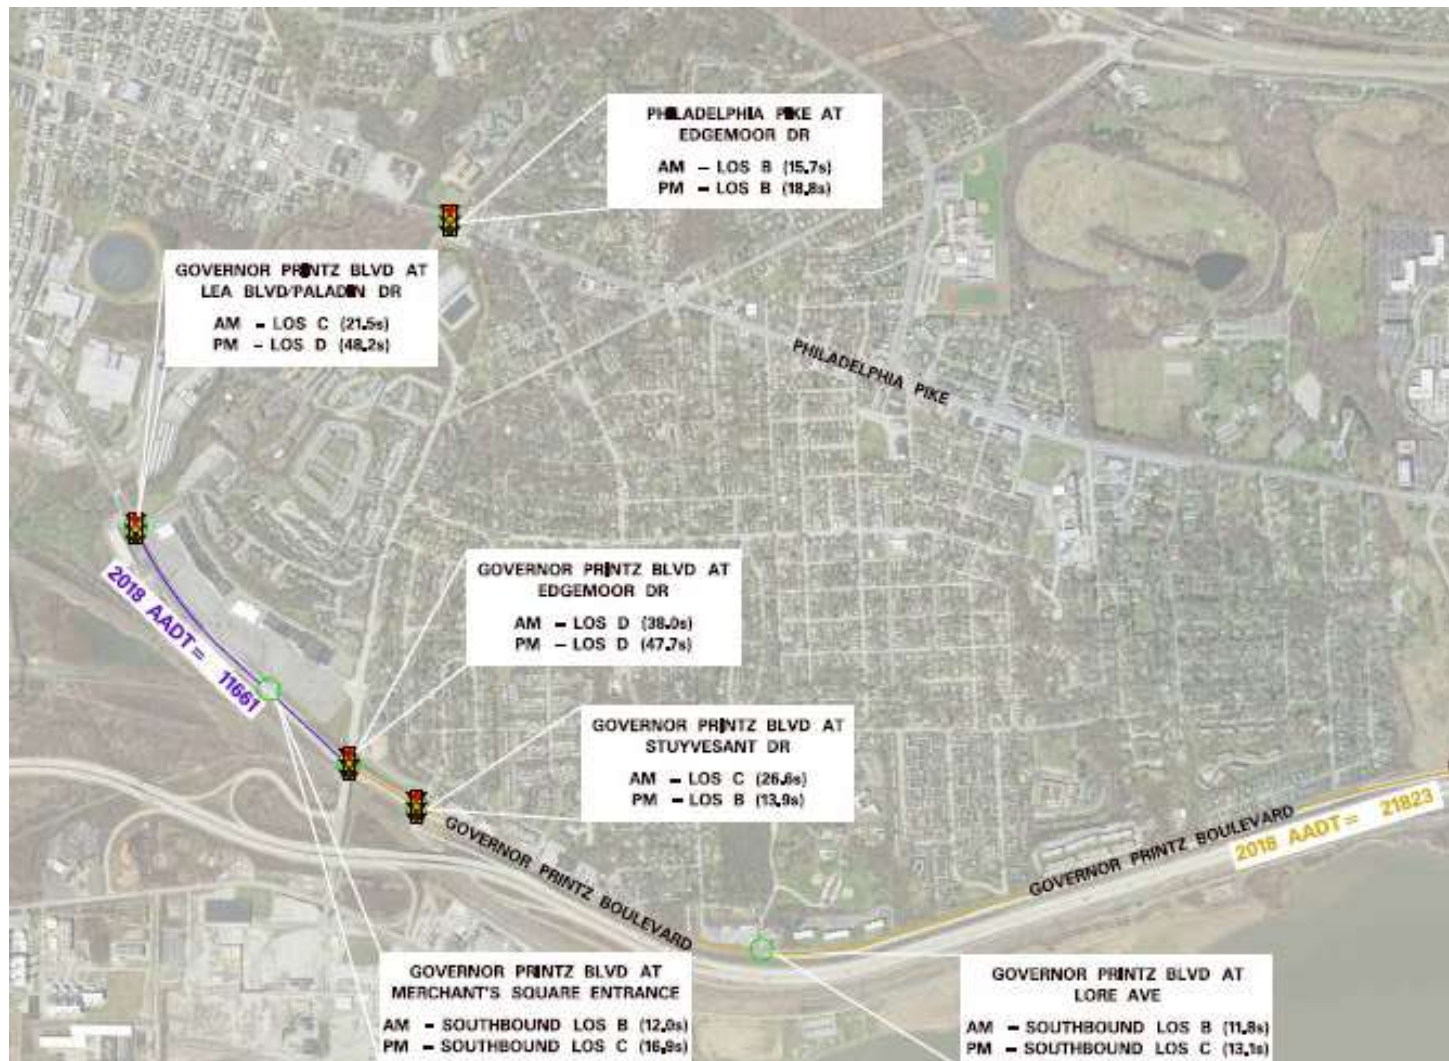 PHILADELPHIA PIKE AT
EDGEMOOR DR
AM - LOS B (15.7s)
PM - LOS B (18.8s)
GOVERNOR PRINTZ BLVD AT
LEA BLVD/PALADIN DR
AM - LOS C (21.5s)
PM - LOS D (48.2s)
PHILADELPHIA PIKE
GOVERNOR PRINTZ BLVD AT
EDGEMOOR DR
AM - LOS D (38.0s)
PM - LOS D (47.7s)
2018 AADT = 11661
GOVERNOR PRINTZ BLVD AT
STUYVESANT DR
AM - LOS C (26.6s)
PM - LOS B (13.9s)
GOVERNOR PRINTZ BOULEVARD
GOVERNOR PRINTZ BOULEVARD
2018 AADT = 21823
GOVERNOR PRINTZ BLVD AT
MERCHANT'S SQUARE ENTRANCE
AM - SOUTHBOUND LOS B (12.0s)
PM - SOUTHBOUND LOS C (16.9s)
GOVERNOR PRINTZ BLVD AT
LORE AVE
AM - SOUTHBOUND LOS B (11.8s)
PM - SOUTHBOUND LOS C (13.1s)